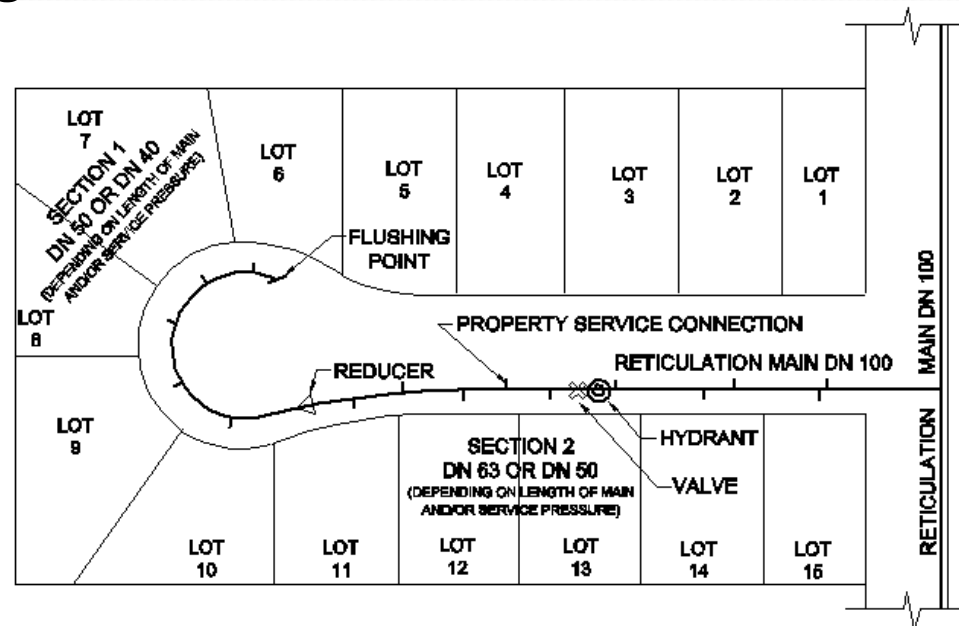 LOT
7
SECTION 1
DN 50 OR DN 40
(DEPENDING ON LENGTH OF MAIN
AND/OR SERVICE PRESSURE)
LOT
6
LOT
5
LOT
4
LOT
3
LOT
2
LOT
1
FLUSHING
POINT
LOT
8
PROPERTY SERVICE CONNECTION
RETICULATION MAIN DN 100
REDUCER
RETICULATION MAIN DN 100
LOT
9
SECTION 2
DN 63 OR DN 50
(DEPENDING ON LENGTH OF MAIN
AND/OR SERVICE PRESSURE)
HYDRANT
VALVE
LOT
10
LOT
11
LOT
12
LOT
13
LOT
14
LOT
15